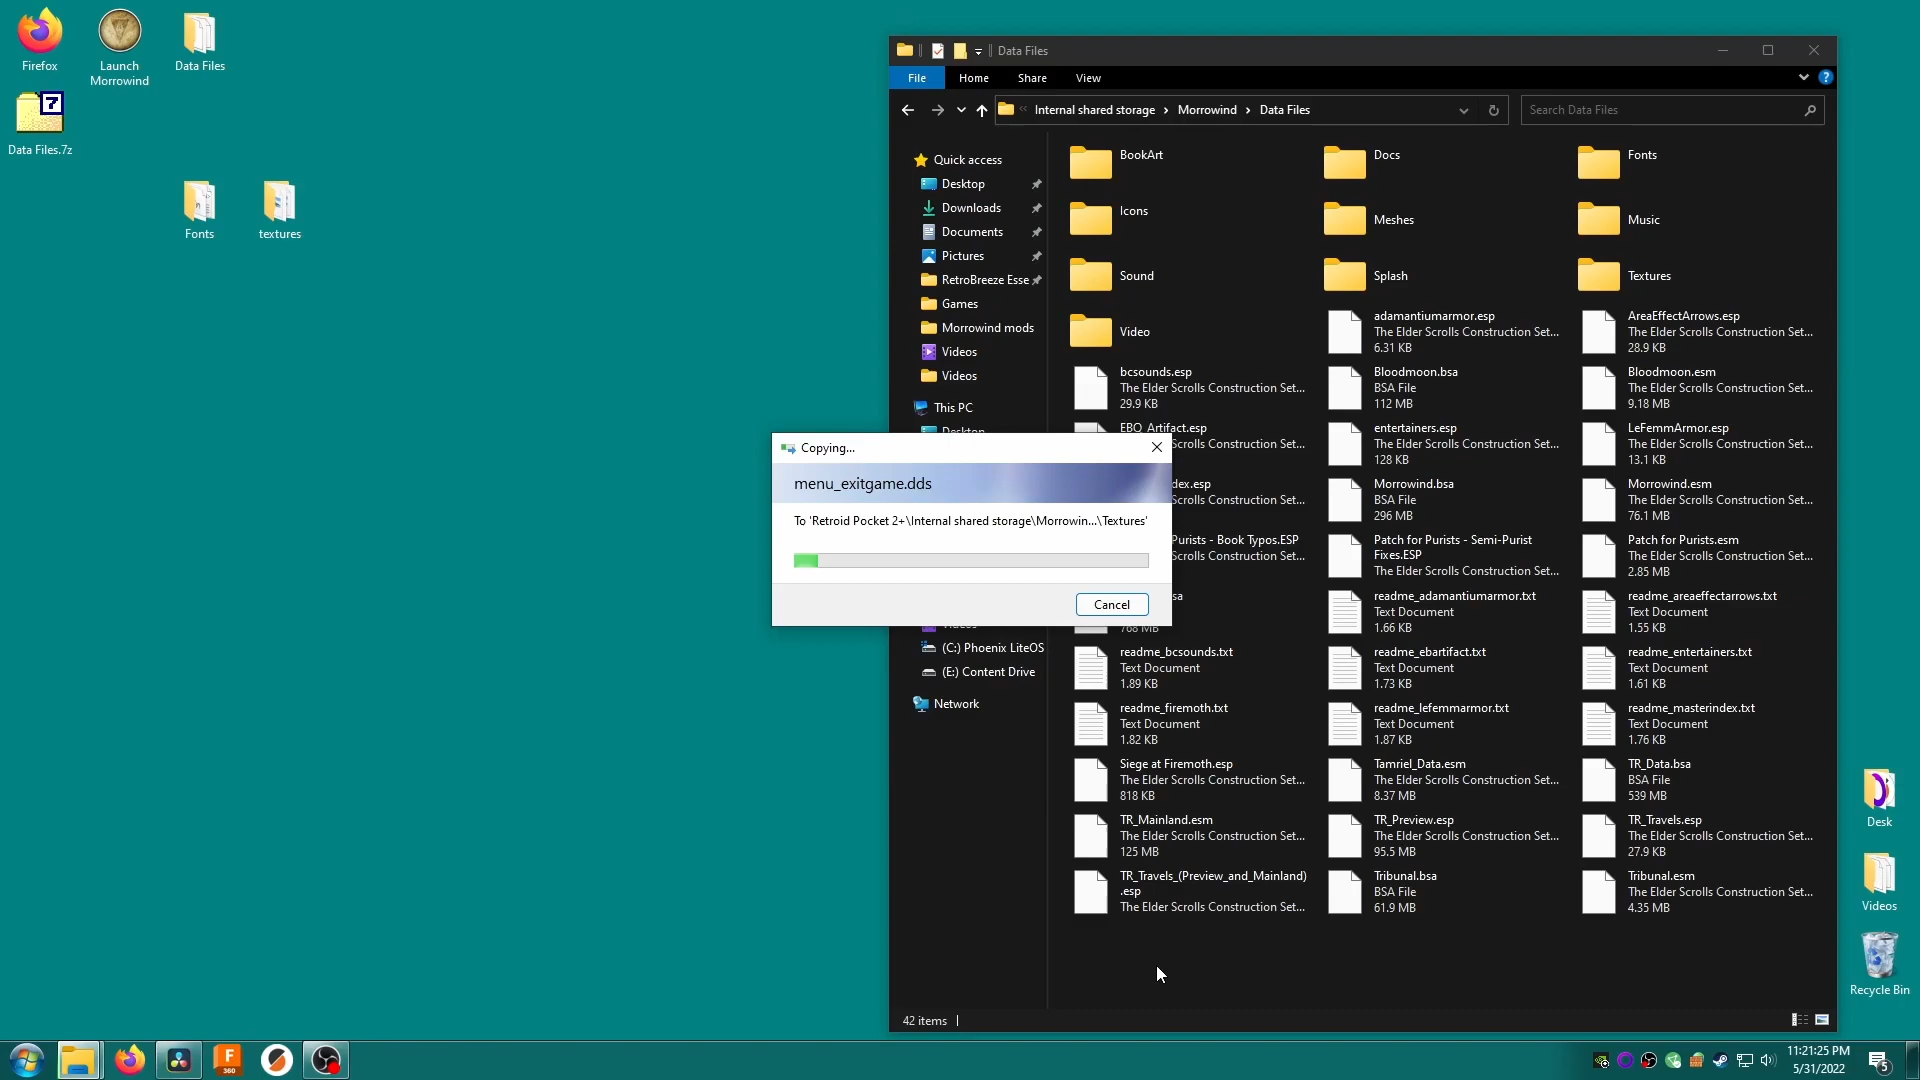 Firefox
Launch
Morrowind
Data Files
7
Data Files.7z
Fonts
textures
Data Files
File
Home
Share
View
?
Internal shared storage
Morrowind
Data Files
Search Data Files
Quick access
Desktop
Downloads
Documents
Pictures
RetroBreeze Esse
Games
Morrowind mods
Videos
Videos
This PC
Desktop
(C:) Phoenix LiteOS
(E:) Content Drive
Network
BookArt
Docs
Fonts
Icons
Meshes
Music
Sound
Splash
Textures
Video
adamantiumarmor.esp
The Elder Scrolls Construction Set...
6.31 KB
AreaEffectArrows.esp
The Elder Scrolls Construction Set...
28.9 KB
bcsounds.esp
The Elder Scrolls Construction Set...
29.9 KB
Bloodmoon.bsa
BSA File
112 MB
Bloodmoon.esm
The Elder Scrolls Construction Set...
9.18 MB
EBQ_Artifact.esp
Scrolls Construction Set...
entertainers.esp
The Elder Scrolls Construction Set...
128 KB
LeFemmArmor.esp
The Elder Scrolls Construction Set...
13.1 KB
dex.esp
Scrolls Construction Set...
Morrowind.bsa
BSA File
296 MB
Morrowind.esm
The Elder Scrolls Construction Set...
76.1 MB
Purists - Book Typos.ESP
Scrolls Construction Set...
Patch for Purists - Semi-Purist
Fixes.ESP
The Elder Scrolls Construction Set...
Patch for Purists.esm
The Elder Scrolls Construction Set...
2.85 MB
sa
768 MB
readme_adamantiumarmor.txt
Text Document
1.66 KB
readme_areaeffectarrows.txt
Text Document
1.55 KB
readme_bcsounds.txt
Text Document
1.89 KB
readme_ebartifact.txt
Text Document
1.73 KB
readme_entertainers.txt
Text Document
1.61 KB
readme_firemoth.txt
Text Document
1.82 KB
readme_lefemmarmor.txt
Text Document
1.87 KB
readme_masterindex.txt
Text Document
1.76 KB
Siege at Firemoth.esp
The Elder Scrolls Construction Set...
818 KB
Tamriel_Data.esm
The Elder Scrolls Construction Set...
8.37 MB
TR_Data.bsa
BSA File
539 MB
TR_Mainland.esm
The Elder Scrolls Construction Set...
125 MB
TR_Preview.esp
The Elder Scrolls Construction Set...
95.5 MB
TR_Travels.esp
The Elder Scrolls Construction Set...
27.9 KB
TR_Travels_(Preview_and_Mainland)
.esp
The Elder Scrolls Construction Set...
Tribunal.bsa
BSA File
61.9 MB
Tribunal.esm
The Elder Scrolls Construction Set...
4.35 MB
42 items
Copying...
menu_exitgame.dds
To 'Retroid Pocket 2+\Internal shared storage\Morrowin...\Textures'
Cancel
Desk
Videos
Recycle Bin
F
360
11:21:25 PM
5/31/2022
5